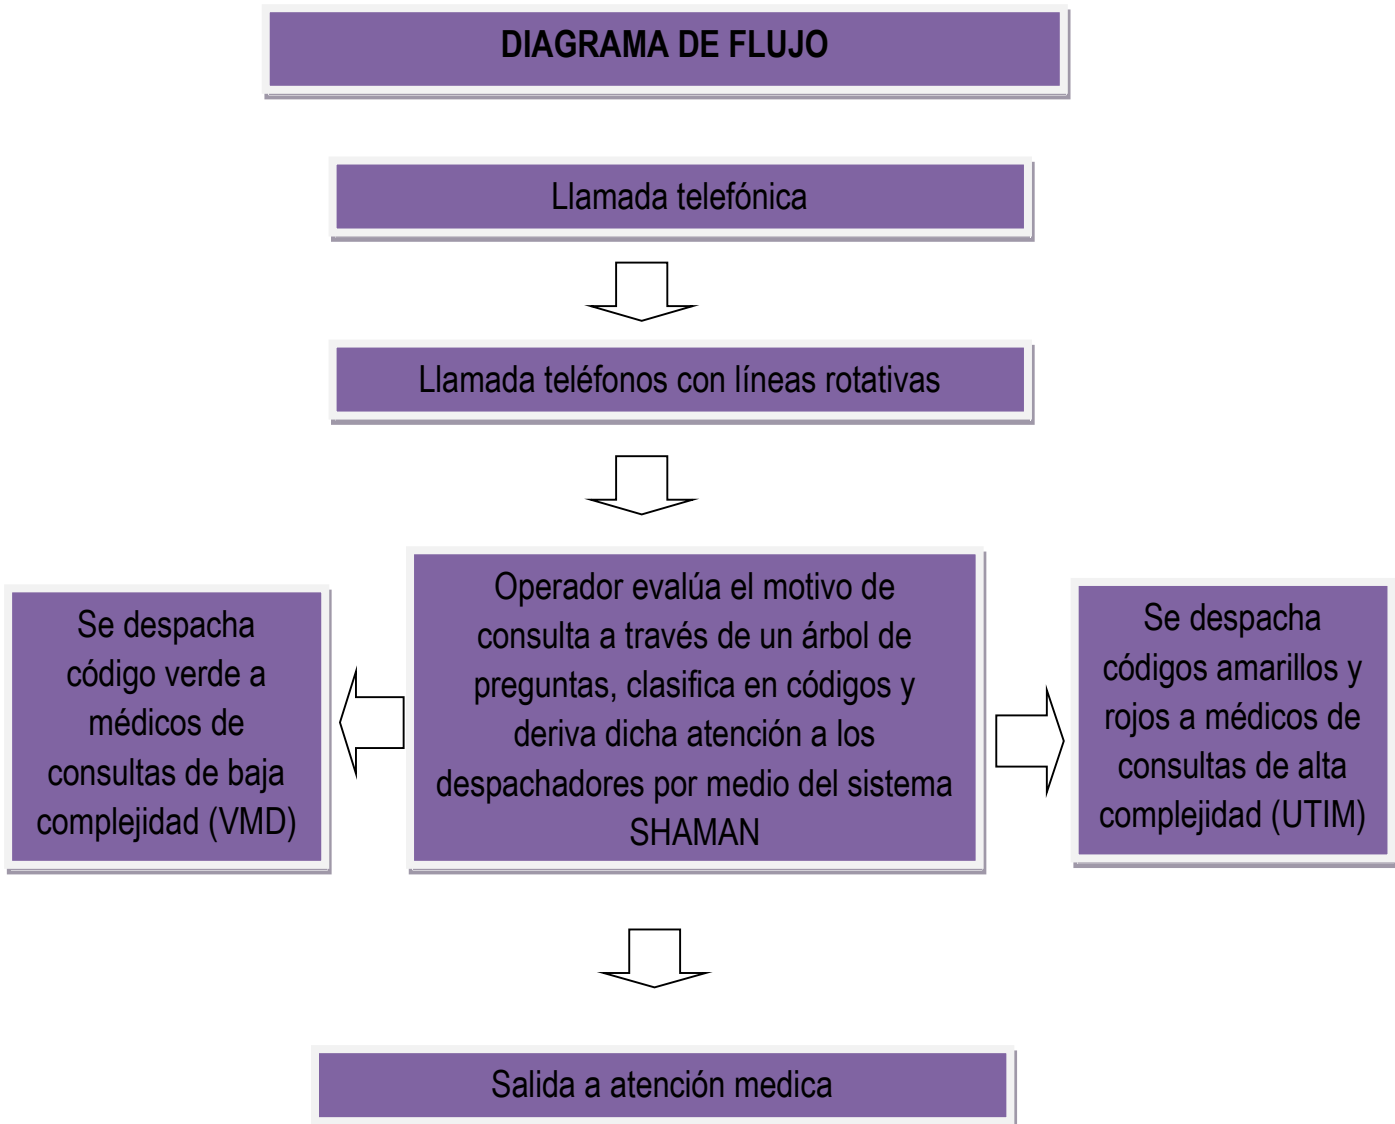 DIAGRAMA DE FLUJO
Llamada telefónica
Llamada teléfonos con líneas rotativas
Se despacha
código verde a
médicos de
consultas de baja
complejidad (VMD)
Operador evalúa el motivo de
consulta a través de un árbol de
preguntas, clasifica en códigos y
deriva dicha atención a los
despachadores por medio del sistema
SHAMAN
Se despacha
códigos amarillos y
rojos a médicos de
consultas de alta
complejidad (UTIM)
Salida a atención medica